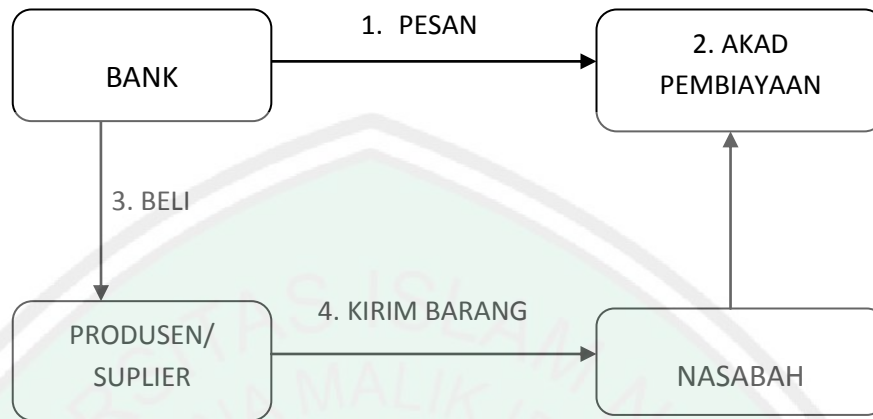 1. PESAN
BANK
2. AKAD
PEMBIAYAAN
3. BELI
4. KIRIM BARANG
PRODUSEN/
SUPLIER
NASABAH